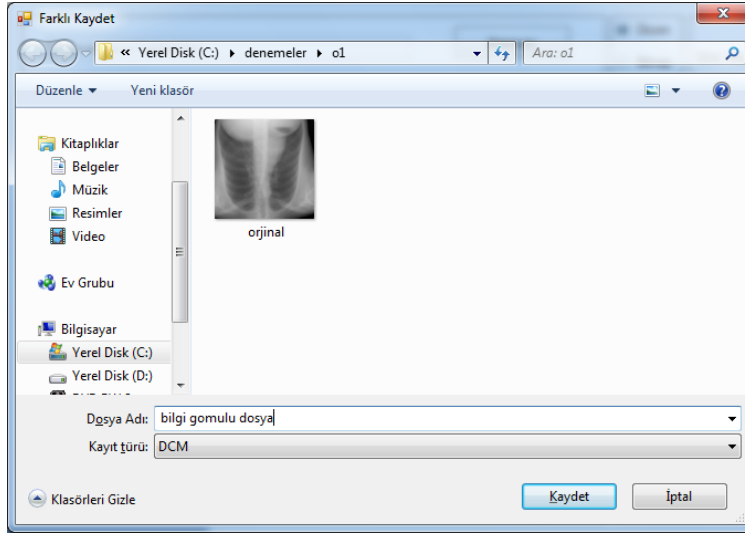 Farklı Kaydet
« Yerel Disk (C:) ▸ denemeler ▸ o1
Ara: o1
Düzenle
Yeni klasör
Kitaplıklar
Belgeler
Müzik
Resimler
Video
Ev Grubu
Bilgisayar
Yerel Disk (C:)
Yerel Disk (D:)
orjinal
Dosya Adı: bilgi gomulu dosya
Kayıt türü: DCM
Klasörleri Gizle
Kaydet
İptal